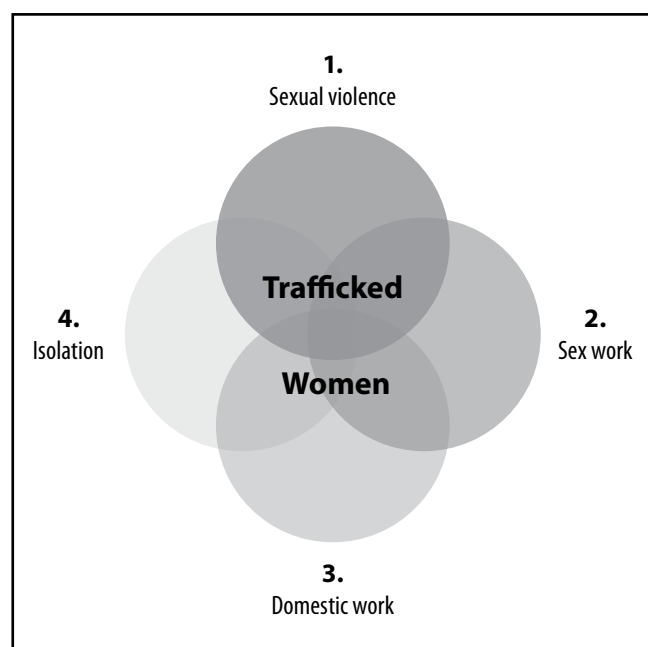 1.
Sexual violence
Trafficked
4.
Isolation
2.
Sex work
Women
3.
Domestic work